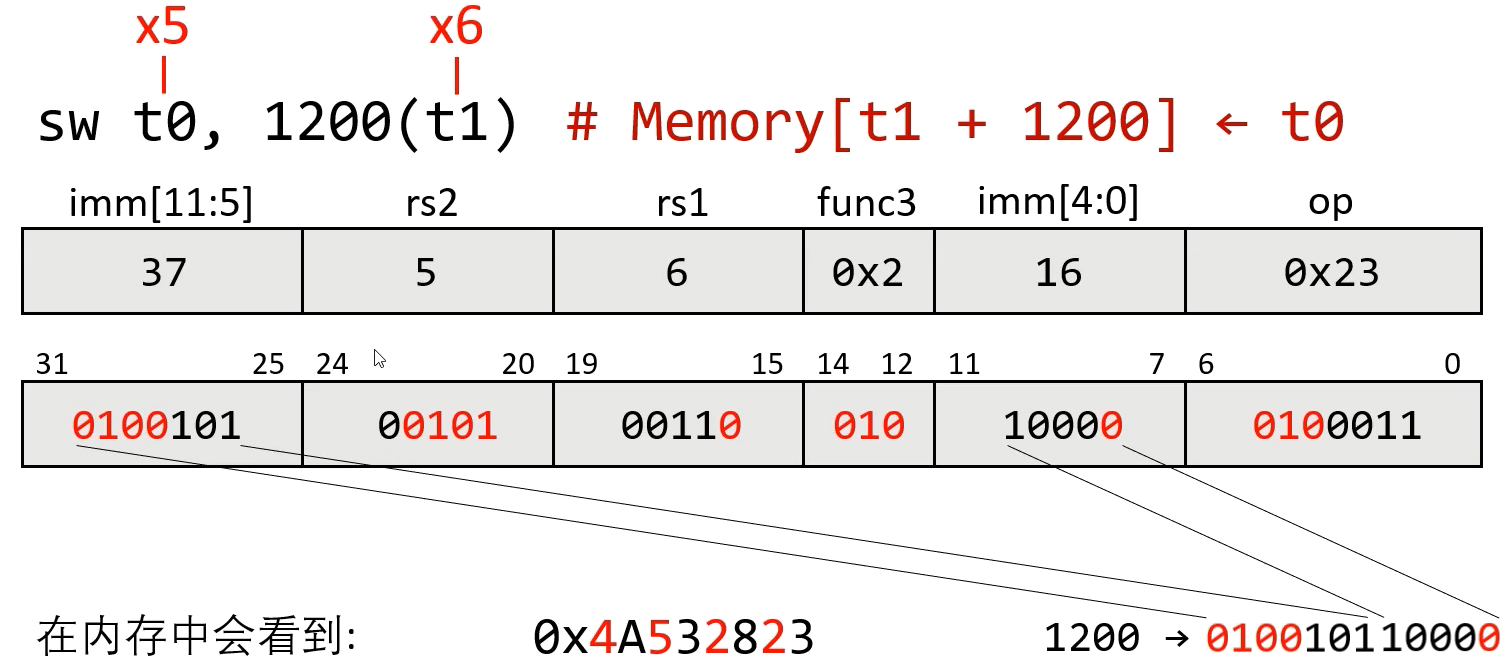 x5 x6
sw t0, 1200(t1) # Memory[t1 + 1200] ← t0
imm[11:5] rs2 rs1 func3 imm[4:0] op
37 5 6 0x2 16 0x23
31 25 24 20 19 15 14 12 11 7 6 0
0100101 00101 00110 010 10000 0100011
在内存中会看到: 0x4A532823 1200 → 010010110000